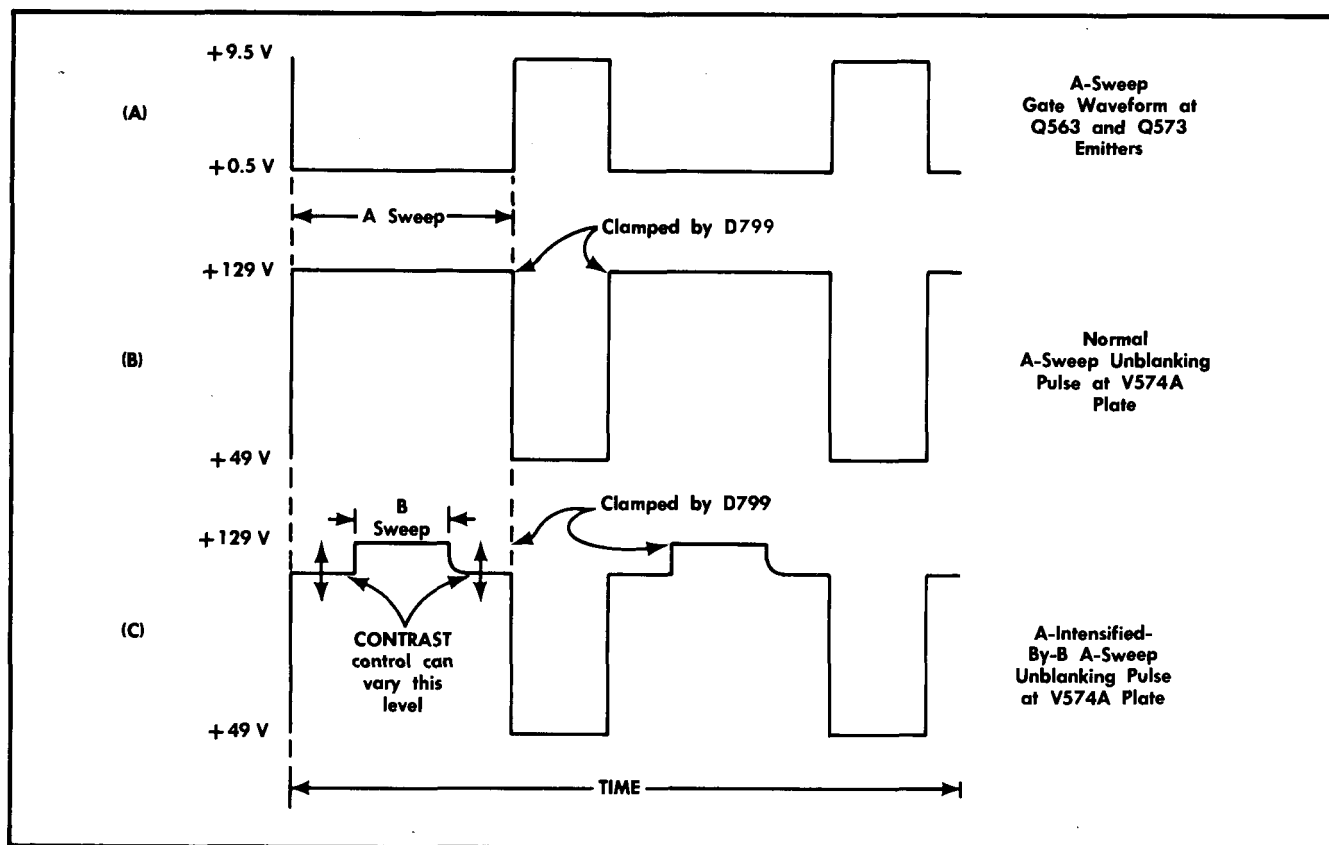 +9.5 V
(A)
+0.5 V
A Sweep
A-Sweep
Gate Waveform at
Q563 and Q573
Emitters
Clamped by D799
+129 V
(B)
+49 V
Normal
A-Sweep Unblanking
Pulse at V574A
Plate
B
Sweep
Clamped by D799
+129 V
(C)
CONTRAST
control can
vary this
level
+49 V
A-Intensified-
By-B A-Sweep
Unblanking Pulse
at V574A Plate
TIME